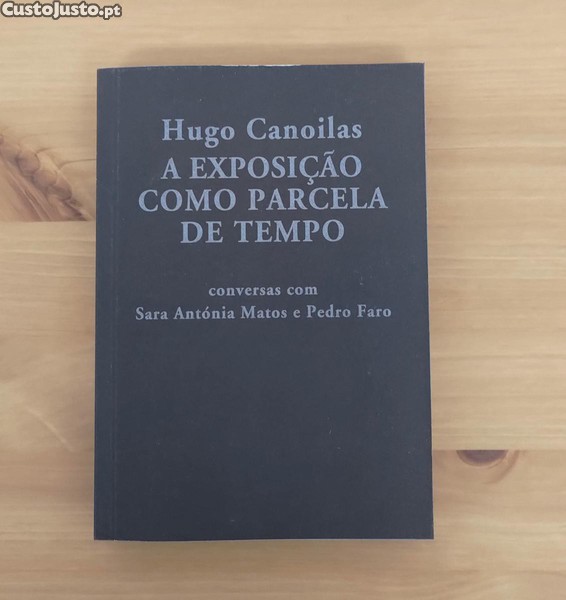 CustoJusto.pt
Hugo Canoilas
A EXPOSIÇÃO
COMO PARCELA
DE TEMPO
conversas com
Sara Antónia Matos e Pedro Faro